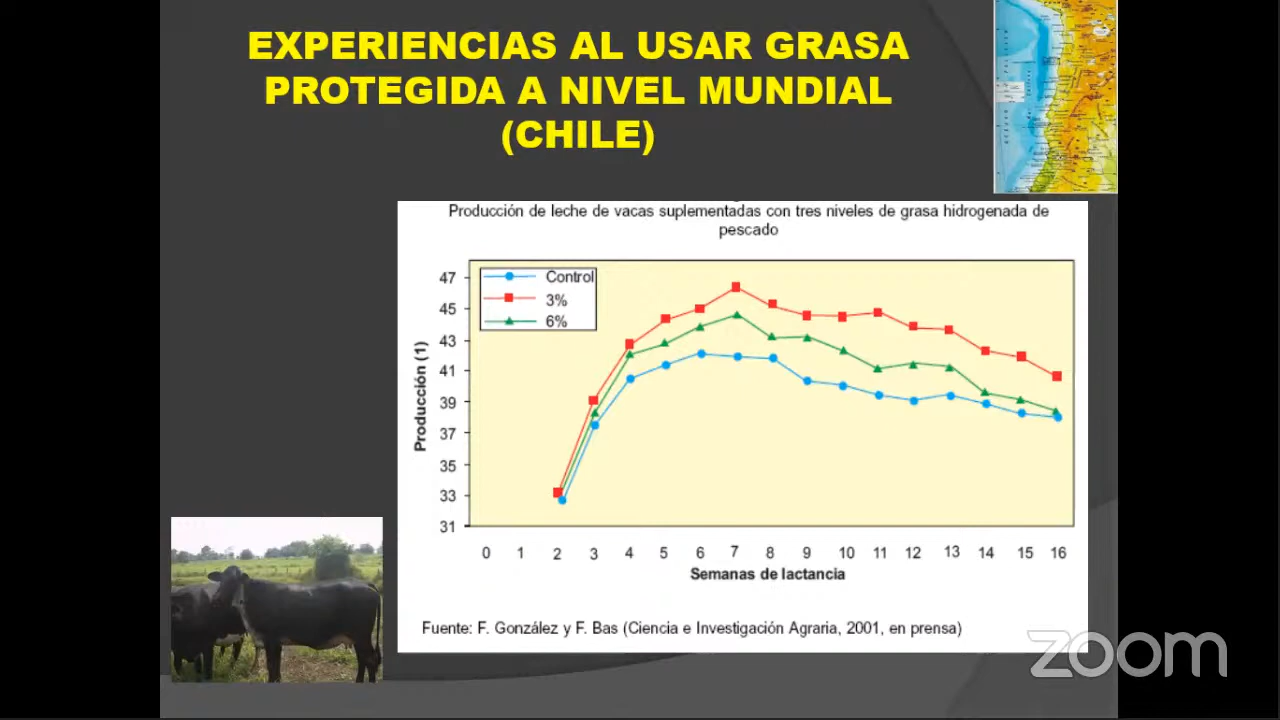 EXPERIENCIAS AL USAR GRASA
PROTEGIDA A NIVEL MUNDIAL
(CHILE)
Producción de leche de vacas suplementadas con tres niveles de grasa hidrogenada de
pescado
Control
3%
6%
47
45
43
41
39
37
35
33
31
Producción (1)
0 1 2 3 4 5 6 7 8 9 10 11 12 13 14 15 16
Semanas de lactancia
Fuente: F. González y F. Bas (Ciencia e Investigación Agraria, 2001, en prensa)
zoom